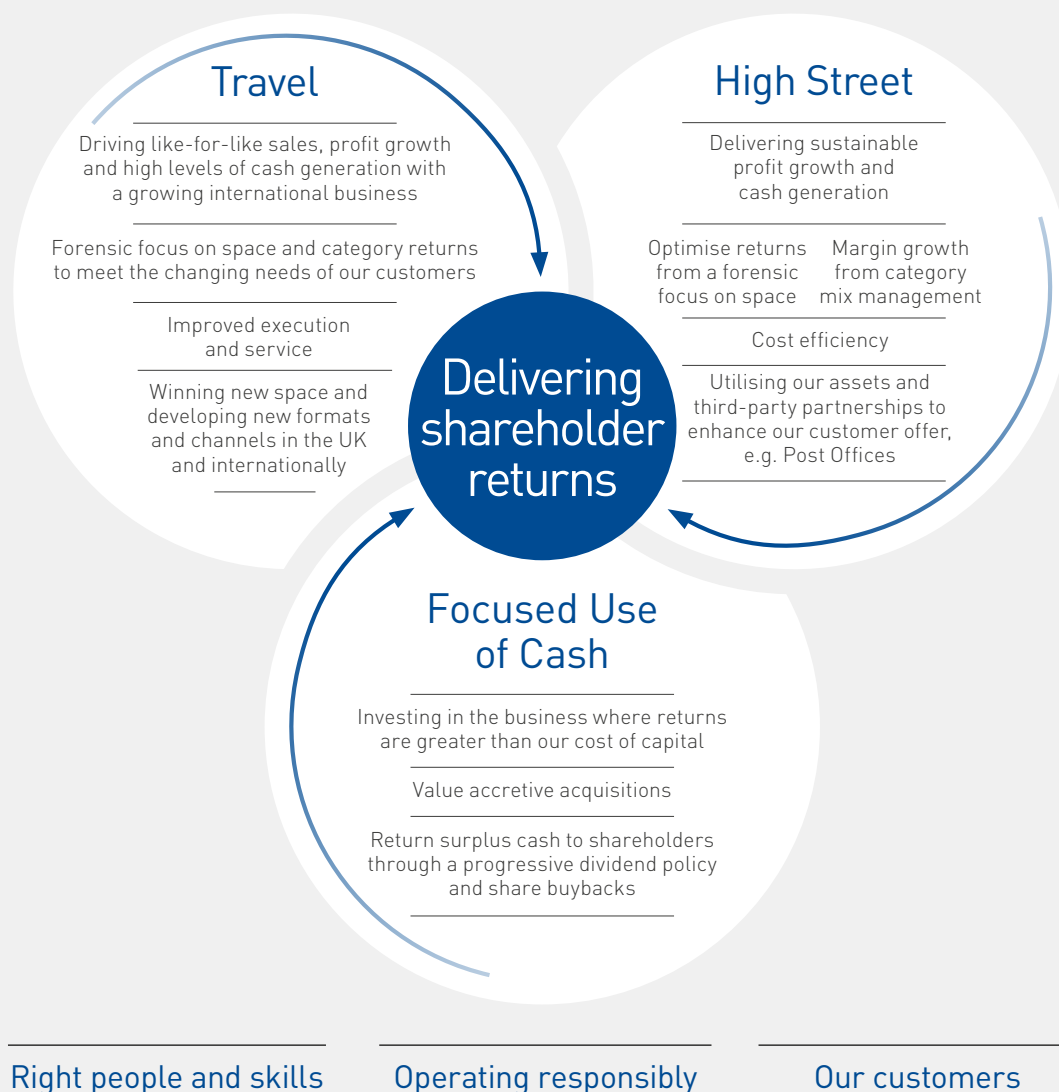 Travel
Driving like-for-like sales, profit growth
and high levels of cash generation with
a growing international business
Forensic focus on space and category returns
to meet the changing needs of our customers
Improved execution
and service
Winning new space and
developing new formats
and channels in the UK
and internationally
High Street
Delivering sustainable
profit growth and
cash generation
Optimise returns
from a forensic
focus on space
Margin growth
from category
mix management
Cost efficiency
Utilising our assets and
third-party partnerships to
enhance our customer offer,
e.g. Post Offices
Delivering
shareholder
returns
Focused Use
of Cash
Investing in the business where returns
are greater than our cost of capital
Value accretive acquisitions
Return surplus cash to shareholders
through a progressive dividend policy
and share buybacks
Right people and skills
Operating responsibly
Our customers